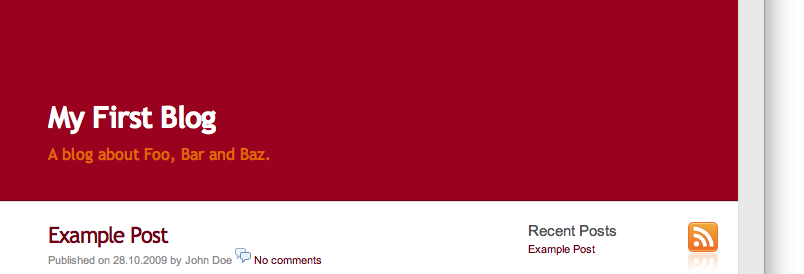 My First Blog
A blog about Foo, Bar and Baz.
Example Post
Published on 28.10.2009 by John Doe No comments
Recent Posts
Example Post